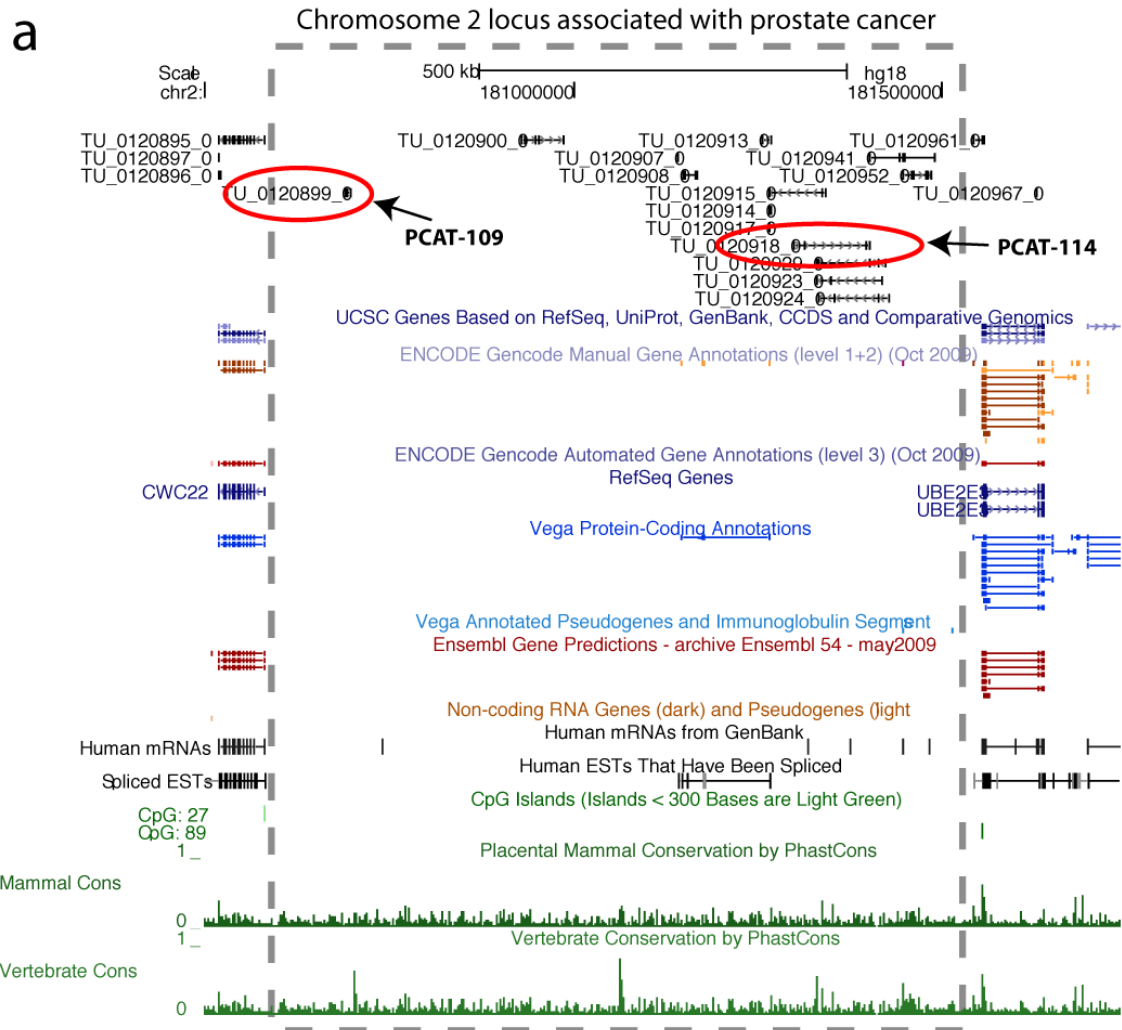 a
Chromosome 2 locus associated with prostate cancer
Scale 500 kb hg18
chr2: 181000000 181500000
TU_0120895_0 TU_0120900_0 TU_0120913_0 TU_0120961_0
TU_0120897_0 TU_0120907_0 TU_0120941_0
TU_0120896_0 TU_0120908_0 TU_0120952_0
TU_0120899_0 TU_0120915_0 TU_0120967_0
TU_0120914_0
TU_0120917_0
PCAT-109
TU_0120918_0 PCAT-114
TU_0120929_0
TU_0120923_0
TU_0120924_0
UCSC Genes Based on RefSeq, UniProt, GenBank, CCDS and Comparative Genomics
ENCODE Gencode Manual Gene Annotations (level 1+2) (Oct 2009)
ENCODE Gencode Automated Gene Annotations (level 3) (Oct 2009)
RefSeq Genes
CWC22 UBE2E3
UBE2E3
Vega Protein-Coding Annotations
Vega Annotated Pseudogenes and Immunoglobulin Segment
Ensembl Gene Predictions - archive Ensembl 54 - may2009
Non-coding RNA Genes (dark) and Pseudogenes (light
Human mRNAs from GenBank
Human mRNAs
Human ESTs That Have Been Spliced
Spliced ESTs
CpG Islands (Islands < 300 Bases are Light Green)
CpG: 27
CpG: 89
1 _ Placental Mammal Conservation by PhastCons
Mammal Cons
0 _
1 _ Vertebrate Conservation by PhastCons
Vertebrate Cons
0 _